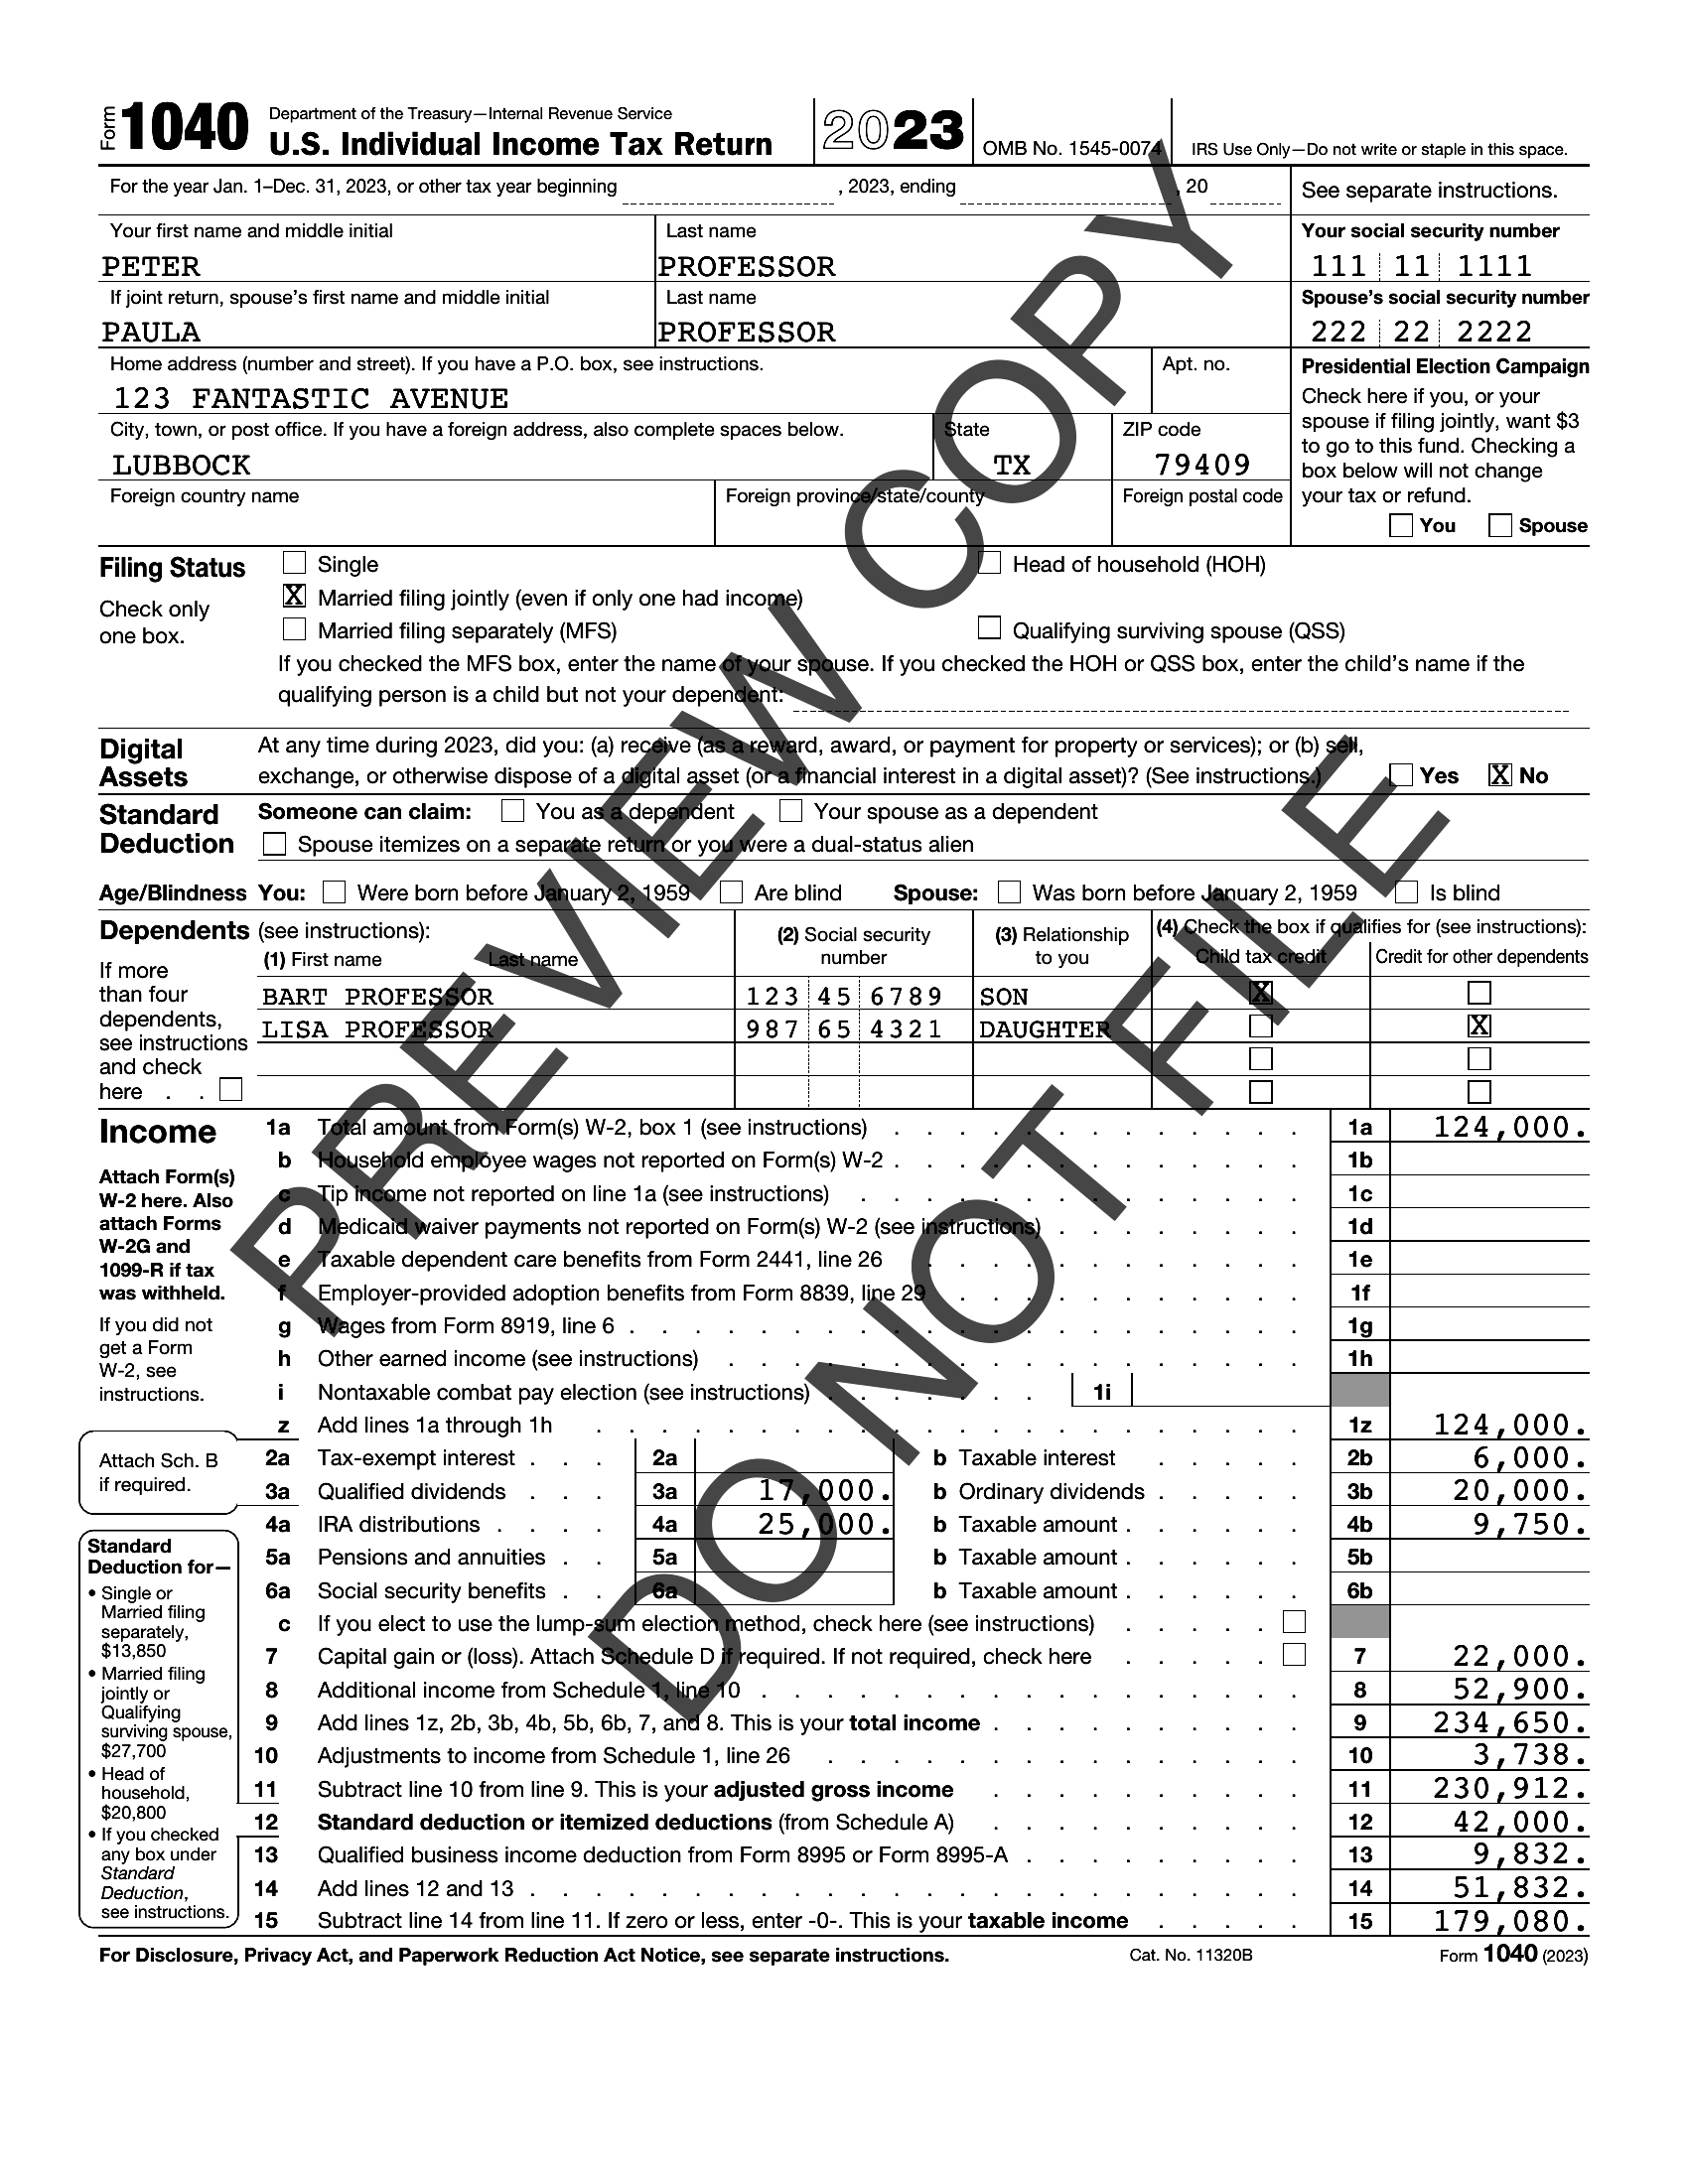 Form 1040 Department of the Treasury—Internal Revenue Service
U.S. Individual Income Tax Return 2023 OMB No. 1545-0074 IRS Use Only—Do not write or staple in this space.
For the year Jan. 1–Dec. 31, 2023, or other tax year beginning , 2023, ending , 20 See separate instructions.
Your first name and middle initial Last name Your social security number
PETER PROFESSOR 111 11 1111
If joint return, spouse's first name and middle initial Last name Spouse's social security number
PAULA PROFESSOR 222 22 2222
Home address (number and street). If you have a P.O. box, see instructions. Apt. no.
123 FANTASTIC AVENUE
City, town, or post office. If you have a foreign address, also complete spaces below. State ZIP code
LUBBOCK TX 79409
Foreign country name Foreign province/state/county Foreign postal code
Presidential Election Campaign
Check here if you, or your
spouse if filing jointly, want $3
to go to this fund. Checking a
box below will not change
your tax or refund.
You Spouse
Filing Status
Check only
one box.
Single Head of household (HOH)
X Married filing jointly (even if only one had income)
Married filing separately (MFS) Qualifying surviving spouse (QSS)
If you checked the MFS box, enter the name of your spouse. If you checked the HOH or QSS box, enter the child's name if the
qualifying person is a child but not your dependent:
Digital
Assets
At any time during 2023, did you: (a) receive (as a reward, award, or payment for property or services); or (b) sell,
exchange, or otherwise dispose of a digital asset (or a financial interest in a digital asset)? (See instructions.) Yes X No
Standard
Deduction
Someone can claim: You as a dependent Your spouse as a dependent
Spouse itemizes on a separate return or you were a dual-status alien
Age/Blindness You: Were born before January 2, 1959 Are blind Spouse: Was born before January 2, 1959 Is blind
Dependents (see instructions):
If more
than four
dependents,
see instructions
and check
here . .
(1) First name Last name
(2) Social security
number
(3) Relationship
to you
(4) Check the box if qualifies for (see instructions):
Child tax credit Credit for other dependents
BART PROFESSOR 123 45 6789 SON X
LISA PROFESSOR 987 65 4321 DAUGHTER X
Income
Attach Form(s)
W-2 here. Also
attach Forms
W-2G and
1099-R if tax
was withheld.
If you did not
get a Form
W-2, see
instructions.
1a Total amount from Form(s) W-2, box 1 (see instructions) 1a 124,000.
b Household employee wages not reported on Form(s) W-2 1b
c Tip income not reported on line 1a (see instructions) 1c
d Medicaid waiver payments not reported on Form(s) W-2 (see instructions) 1d
e Taxable dependent care benefits from Form 2441, line 26 1e
f Employer-provided adoption benefits from Form 8839, line 29 1f
g Wages from Form 8919, line 6 1g
h Other earned income (see instructions) 1h
i Nontaxable combat pay election (see instructions) 1i
z Add lines 1a through 1h 1z 124,000.
Attach Sch. B
if required.
2a Tax-exempt interest 2a b Taxable interest 2b 6,000.
3a Qualified dividends 3a 17,000. b Ordinary dividends 3b 20,000.
4a IRA distributions 4a 25,000. b Taxable amount 4b 9,750.
5a Pensions and annuities 5a b Taxable amount 5b
6a Social security benefits 6a b Taxable amount 6b
c If you elect to use the lump-sum election method, check here (see instructions)
7 Capital gain or (loss). Attach Schedule D if required. If not required, check here 7 22,000.
8 Additional income from Schedule 1, line 10 8 52,900.
9 Add lines 1z, 2b, 3b, 4b, 5b, 6b, 7, and 8. This is your total income 9 234,650.
10 Adjustments to income from Schedule 1, line 26 10 3,738.
11 Subtract line 10 from line 9. This is your adjusted gross income 11 230,912.
12 Standard deduction or itemized deductions (from Schedule A) 12 42,000.
13 Qualified business income deduction from Form 8995 or Form 8995-A 13 9,832.
14 Add lines 12 and 13 14 51,832.
15 Subtract line 14 from line 11. If zero or less, enter -0-. This is your taxable income 15 179,080.
Standard
Deduction for—
• Single or
Married filing
separately,
$13,850
• Married filing
jointly or
Qualifying
surviving spouse,
$27,700
• Head of
household,
$20,800
• If you checked
any box under
Standard
Deduction,
see instructions.
For Disclosure, Privacy Act, and Paperwork Reduction Act Notice, see separate instructions. Cat. No. 11320B Form 1040 (2023)
PREVIEW COPY
DO NOT FILE